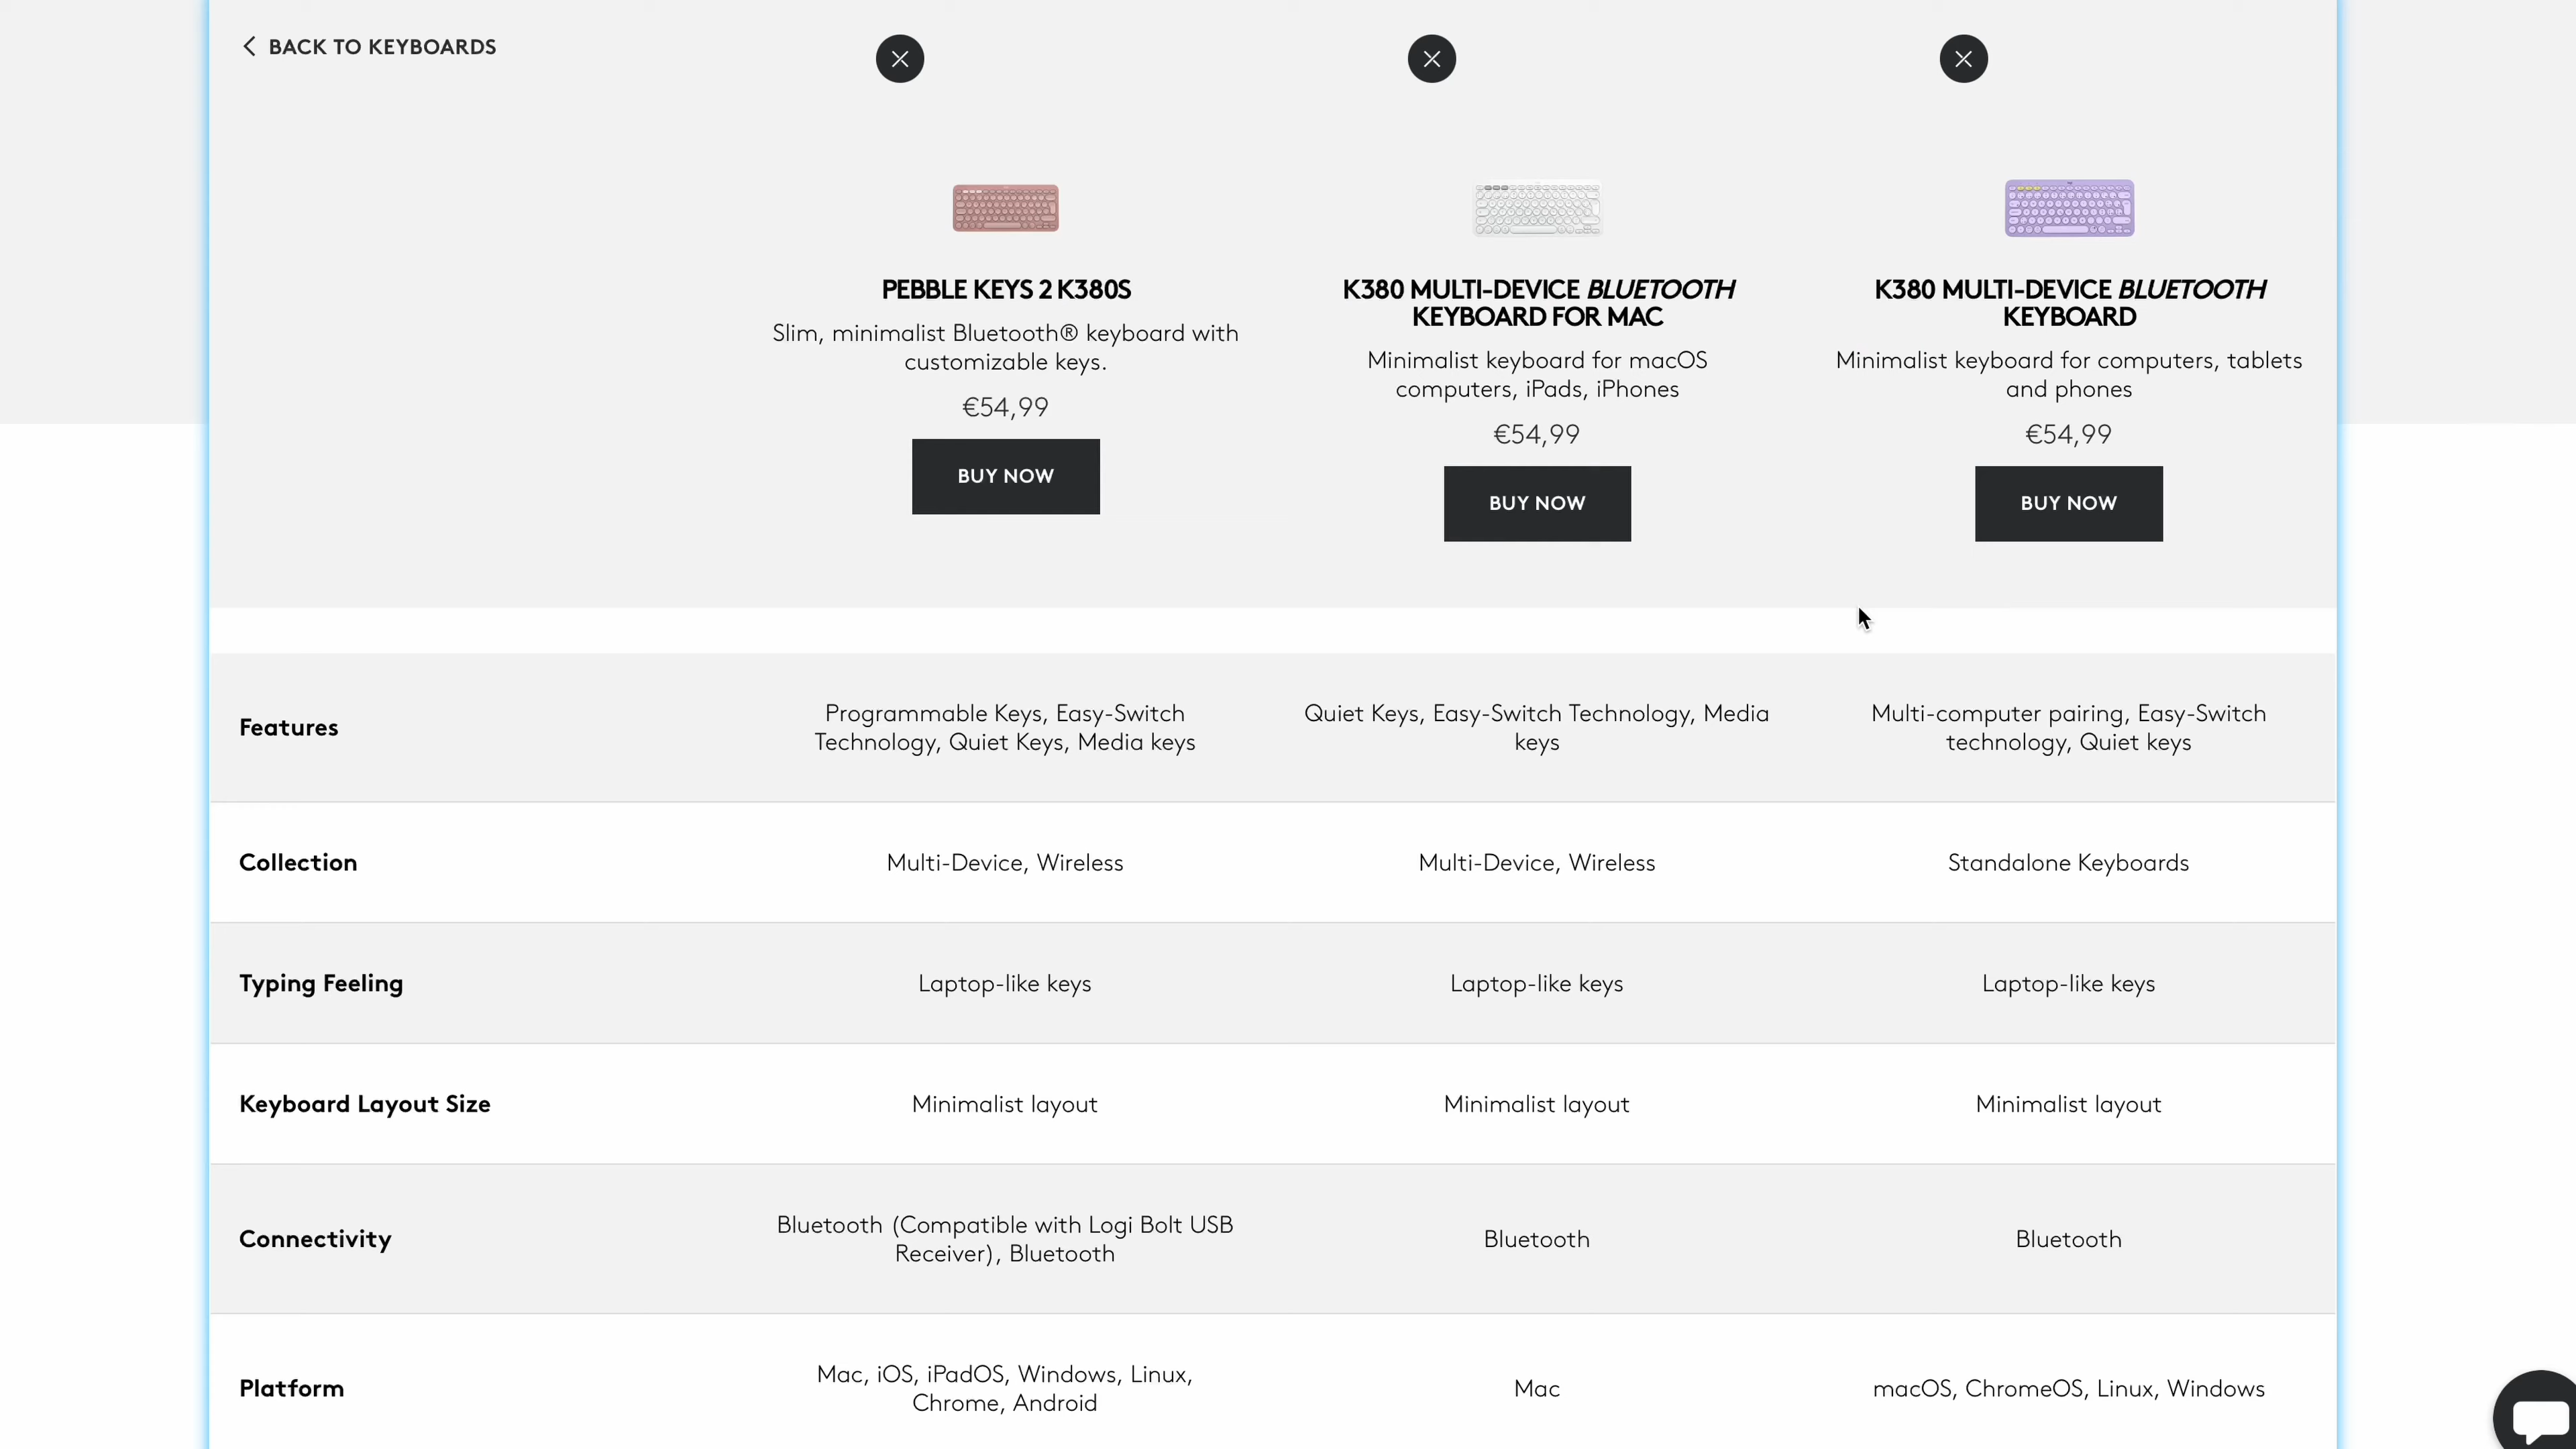 BACK TO KEYBOARDS
PEBBLE KEYS 2 K380S
Slim, minimalist Bluetooth® keyboard with
customizable keys.
€54,99
BUY NOW
K380 MULTI-DEVICE BLUETOOTH
KEYBOARD FOR MAC
Minimalist keyboard for macOS
computers, iPads, iPhones
€54,99
BUY NOW
K380 MULTI-DEVICE BLUETOOTH
KEYBOARD
Minimalist keyboard for computers, tablets
and phones
€54,99
BUY NOW
Features
Programmable Keys, Easy-Switch
Technology, Quiet Keys, Media keys
Quiet Keys, Easy-Switch Technology, Media
keys
Multi-computer pairing, Easy-Switch
technology, Quiet keys
Collection
Multi-Device, Wireless
Multi-Device, Wireless
Standalone Keyboards
Typing Feeling
Laptop-like keys
Laptop-like keys
Laptop-like keys
Keyboard Layout Size
Minimalist layout
Minimalist layout
Minimalist layout
Connectivity
Bluetooth (Compatible with Logi Bolt USB
Receiver), Bluetooth
Bluetooth
Bluetooth
Platform
Mac, iOS, iPadOS, Windows, Linux,
Chrome, Android
Mac
macOS, ChromeOS, Linux, Windows